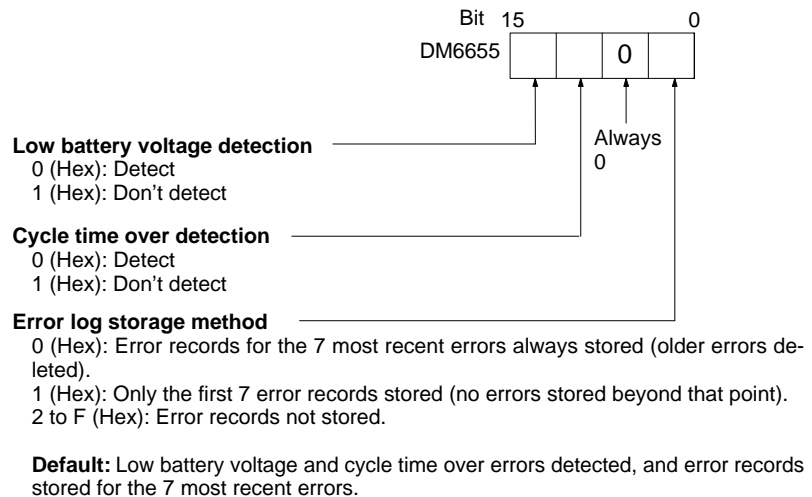 Bit 15 0
DM6655 0
Always
0
Low battery voltage detection
0 (Hex): Detect
1 (Hex): Don't detect
Cycle time over detection
0 (Hex): Detect
1 (Hex): Don't detect
Error log storage method
0 (Hex): Error records for the 7 most recent errors always stored (older errors de-
leted).
1 (Hex): Only the first 7 error records stored (no errors stored beyond that point).
2 to F (Hex): Error records not stored.
Default: Low battery voltage and cycle time over errors detected, and error records
stored for the 7 most recent errors.